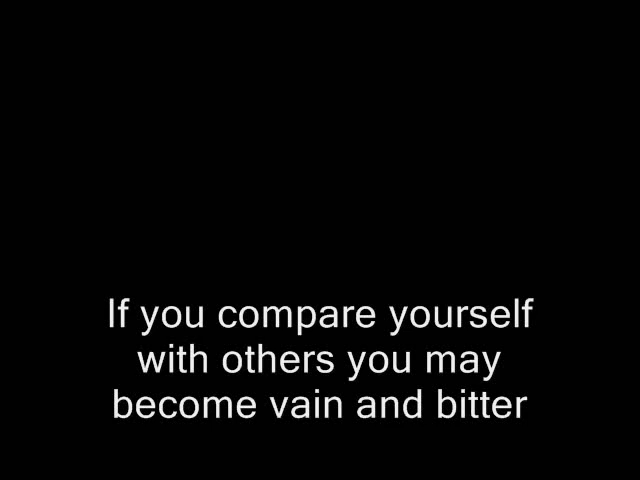 If you compare yourself
with others you may
become vain and bitter